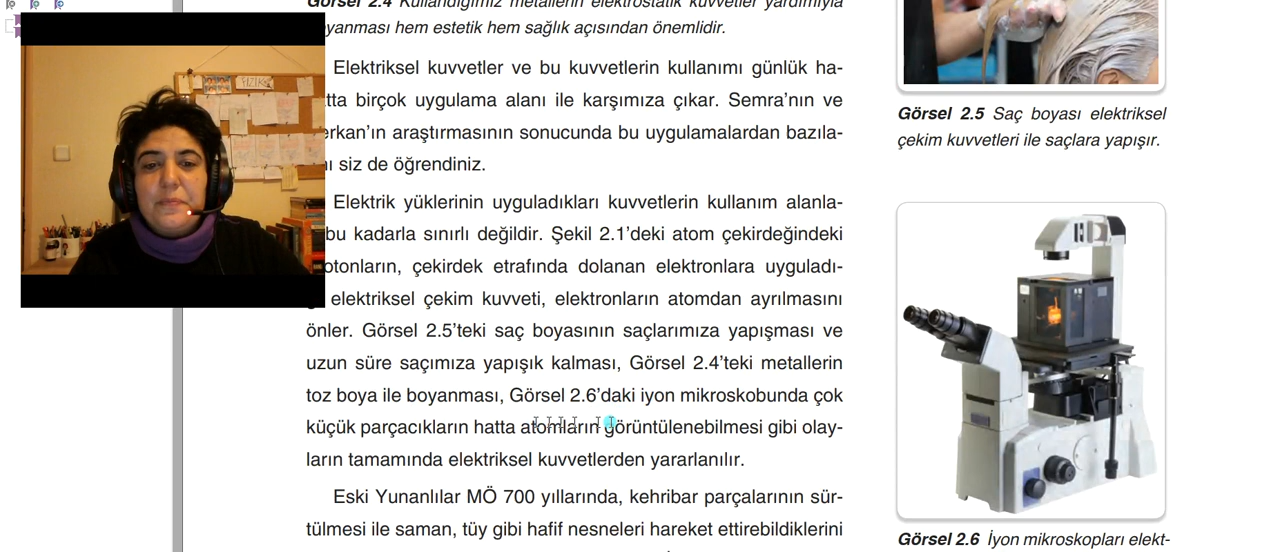 Görsel 2.4 Kullandığımız metallerin elektrostatik kuvvetler yardımıyla
boyanması hem estetik hem sağlık açısından önemlidir.
Elektriksel kuvvetler ve bu kuvvetlerin kullanımı günlük ha-
birçok uygulama alanı ile karşımıza çıkar. Semra’nın ve
araştırmasının sonucunda bu uygulamalardan bazıla-
siz de öğrendiniz.
Elektrik yüklerinin uyguladıkları kuvvetlerin kullanım alanla-
bu kadarla sınırlı değildir. Şekil 2.1’deki atom çekirdeğindeki
çekirdek etrafında dolanan elektronlara uyguladı-
elektriksel çekim kuvveti, elektronların atomdan ayrılmasını
önler. Görsel 2.5’teki saç boyasının saçlarımıza yapışması ve
uzun süre saçımıza yapışık kalması, Görsel 2.4’teki metallerin
toz boya ile boyanması, Görsel 2.6’daki iyon mikroskobunda çok
küçük parçacıkların hatta atomların görüntülenebilmesi gibi olay-
ların tamamında elektriksel kuvvetlerden yararlanılır.
Eski Yunanlılar MÖ 700 yıllarında, kehribar parçalarının sür-
tülmesi ile saman, tüy gibi hafif nesneleri hareket ettirebildiklerini
Görsel 2.5 Saç boyası elektriksel
çekim kuvvetleri ile saçlara yapışır.
Görsel 2.6 İyon mikroskopları elekt-
FİZİK